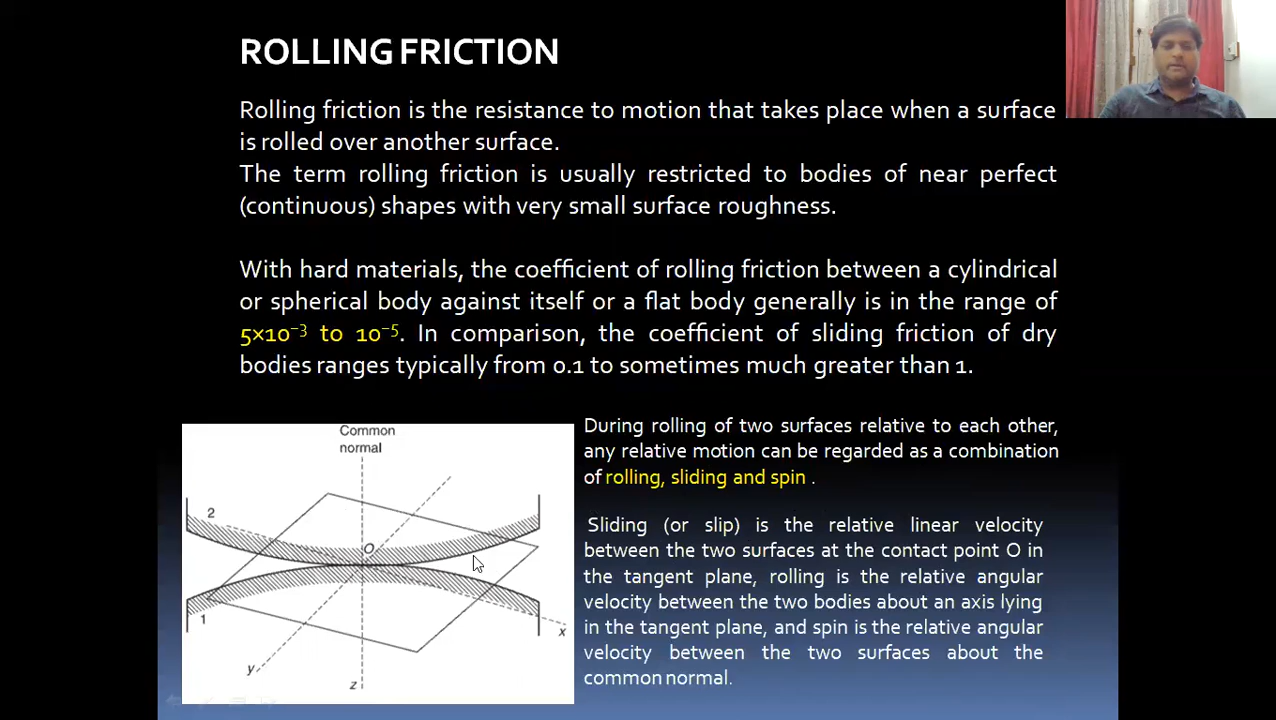 ROLLING FRICTION
Rolling friction is the resistance to motion that takes place when a surface
is rolled over another surface.
The term rolling friction is usually restricted to bodies of near perfect
(continuous) shapes with very small surface roughness.
With hard materials, the coefficient of rolling friction between a cylindrical
or spherical body against itself or a flat body generally is in the range of
5×10⁻³ to 10⁻⁵. In comparison, the coefficient of sliding friction of dry
bodies ranges typically from 0.1 to sometimes much greater than 1.
Common
normal
2
O
1
x
y
z
During rolling of two surfaces relative to each other,
any relative motion can be regarded as a combination
of rolling, sliding and spin .
Sliding (or slip) is the relative linear velocity
between the two surfaces at the contact point O in
the tangent plane, rolling is the relative angular
velocity between the two bodies about an axis lying
in the tangent plane, and spin is the relative angular
velocity between the two surfaces about the
common normal.